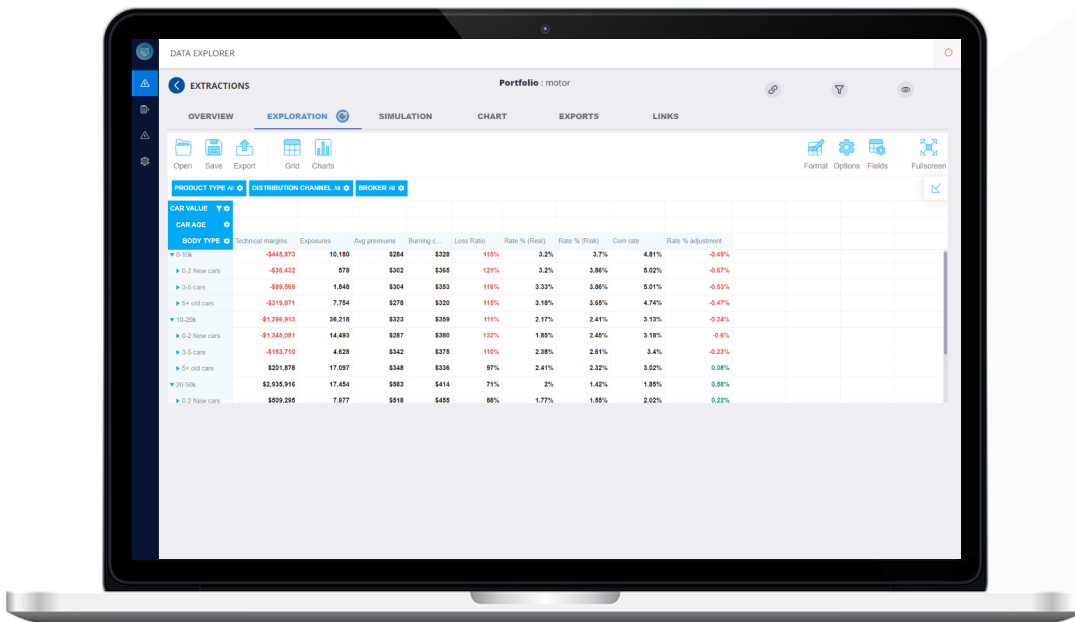 DATA EXPLORER
EXTRACTIONS
Portfolio : motor
OVERVIEW EXPLORATION SIMULATION CHART EXPORTS LINKS
Open Save Export Grid Charts Format Options Fields Fullscreen
PRODUCT TYPE All DISTRIBUTION CHANNEL All BROKER All
CAR VALUE
CAR AGE
BODY TYPE Technical margins Exposures Avg premiums Burning c... Loss Ratio Rate % (Real) Rate % (Risk) Com rate Rate % adjustment
0-10k -$445,873 10,180 $284 $328 115% 3.2% 3.7% 4.81% -0.49%
0-2 New cars -$36,432 578 $302 $365 121% 3.2% 3.86% 5.02% -0.67%
3-5 cars -$89,569 1,848 $304 $353 116% 3.33% 3.86% 5.01% -0.53%
5+ old cars -$319,871 7,754 $278 $320 115% 3.18% 3.65% 4.74% -0.47%
10-20k -$1,296,913 36,218 $323 $359 111% 2.17% 2.41% 3.13% -0.24%
0-2 New cars -$1,345,081 14,493 $287 $380 132% 1.85% 2.45% 3.18% -0.6%
3-5 cars -$153,710 4,628 $342 $375 110% 2.38% 2.61% 3.4% -0.23%
5+ old cars $201,878 17,097 $348 $336 97% 2.41% 2.32% 3.02% 0.08%
20-50k $2,935,916 17,454 $583 $414 71% 2% 1.42% 1.85% 0.58%
0-2 New cars $509,295 7,977 $518 $455 88% 1.77% 1.55% 2.02% 0.22%